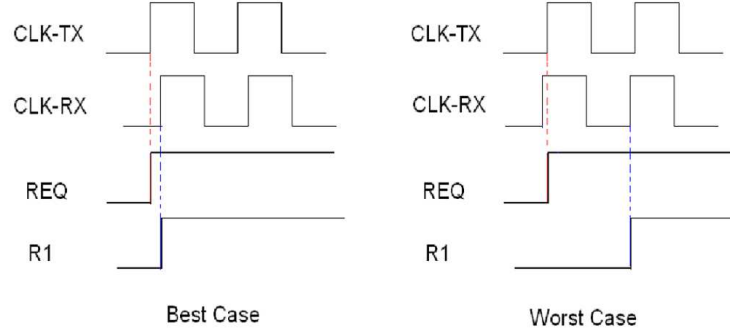 CLK-TX
CLK-RX
REQ
R1
Best Case
CLK-TX
CLK-RX
REQ
R1
Worst Case